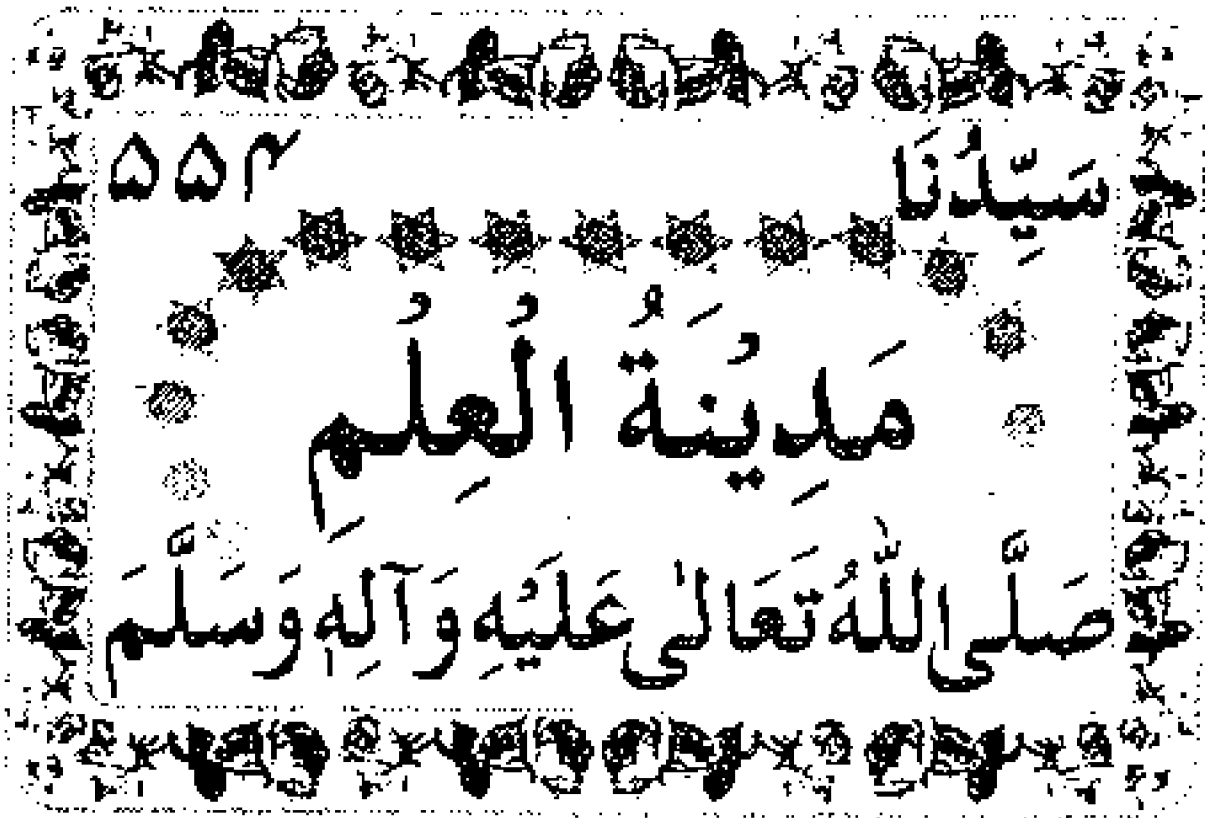 سَيِّدُنَا ۵۵۴
مَدِيْنَةُ الْعِلْمِ
صَلَّى اللّٰهُ تَعَالٰى عَلَيْهِ وَآلِهٖ وَسَلَّمَ